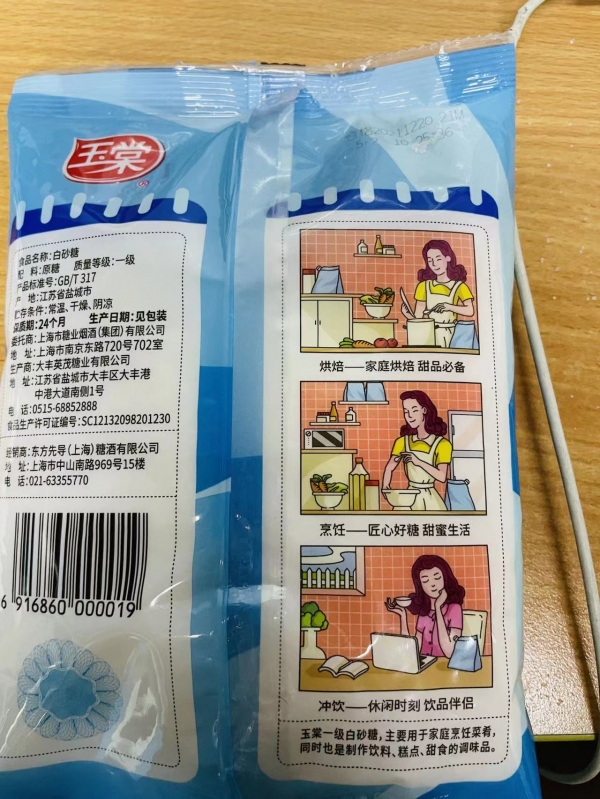 玉棠
食品名称:白砂糖
配 料:原糖 质量等级:一级
产品标准号:GB/T 317
产 地:江苏省盐城市
贮存条件:常温、干燥、阴凉
保质期:24个月 生产日期:见包装
委托商:上海市糖业烟酒(集团)有限公司
地 址:上海市南京东路720号702室
生产商:大丰英茂糖业有限公司
地 址:江苏省盐城市大丰区大丰港
中港大道南侧1号
电 话:0515-68852888
食品生产许可证编号:SC12132098201230
经销商:东方先导(上海)糖酒有限公司
地 址:上海市中山南路969号15楼
电 话:021-63355770
6 916860 000019
烘焙——家庭烘焙 甜品必备
烹饪——匠心好糖 甜蜜生活
冲饮——休闲时刻 饮品伴侣
玉棠一级白砂糖,主要用于家庭烹饪菜肴,
同时也是制作饮料、糕点、甜食的调味品。